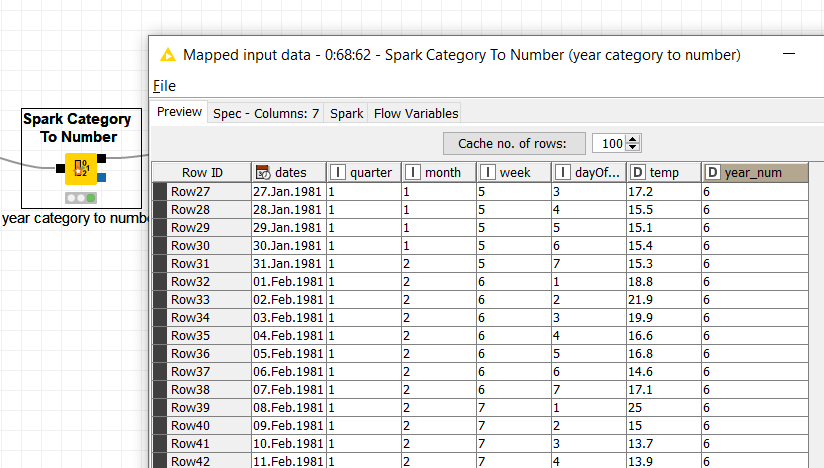 Spark Category
To Number
year category to numbe
Mapped input data - 0:68:62 - Spark Category To Number (year category to number)
File
Preview Spec - Columns: 7 Spark Flow Variables
Cache no. of rows: 100
Row ID dates I quarter I month I week I dayOf... D temp D year_num
Row27 27.Jan.1981 1 1 5 3 17.2 6
Row28 28.Jan.1981 1 1 5 4 15.5 6
Row29 29.Jan.1981 1 1 5 5 15.1 6
Row30 30.Jan.1981 1 1 5 6 15.4 6
Row31 31.Jan.1981 1 2 5 7 15.3 6
Row32 01.Feb.1981 1 2 6 1 18.8 6
Row33 02.Feb.1981 1 2 6 2 21.9 6
Row34 03.Feb.1981 1 2 6 3 19.9 6
Row35 04.Feb.1981 1 2 6 4 16.6 6
Row36 05.Feb.1981 1 2 6 5 16.8 6
Row37 06.Feb.1981 1 2 6 6 14.6 6
Row38 07.Feb.1981 1 2 6 7 17.1 6
Row39 08.Feb.1981 1 2 7 1 25 6
Row40 09.Feb.1981 1 2 7 2 15 6
Row41 10.Feb.1981 1 2 7 3 13.7 6
Row42 11.Feb.1981 1 2 7 4 13.9 6